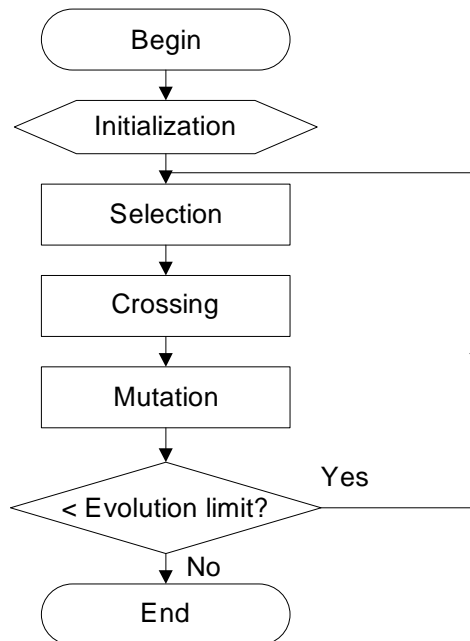 Begin
Initialization
Selection
Crossing
Mutation
< Evolution limit?
Yes
No
End